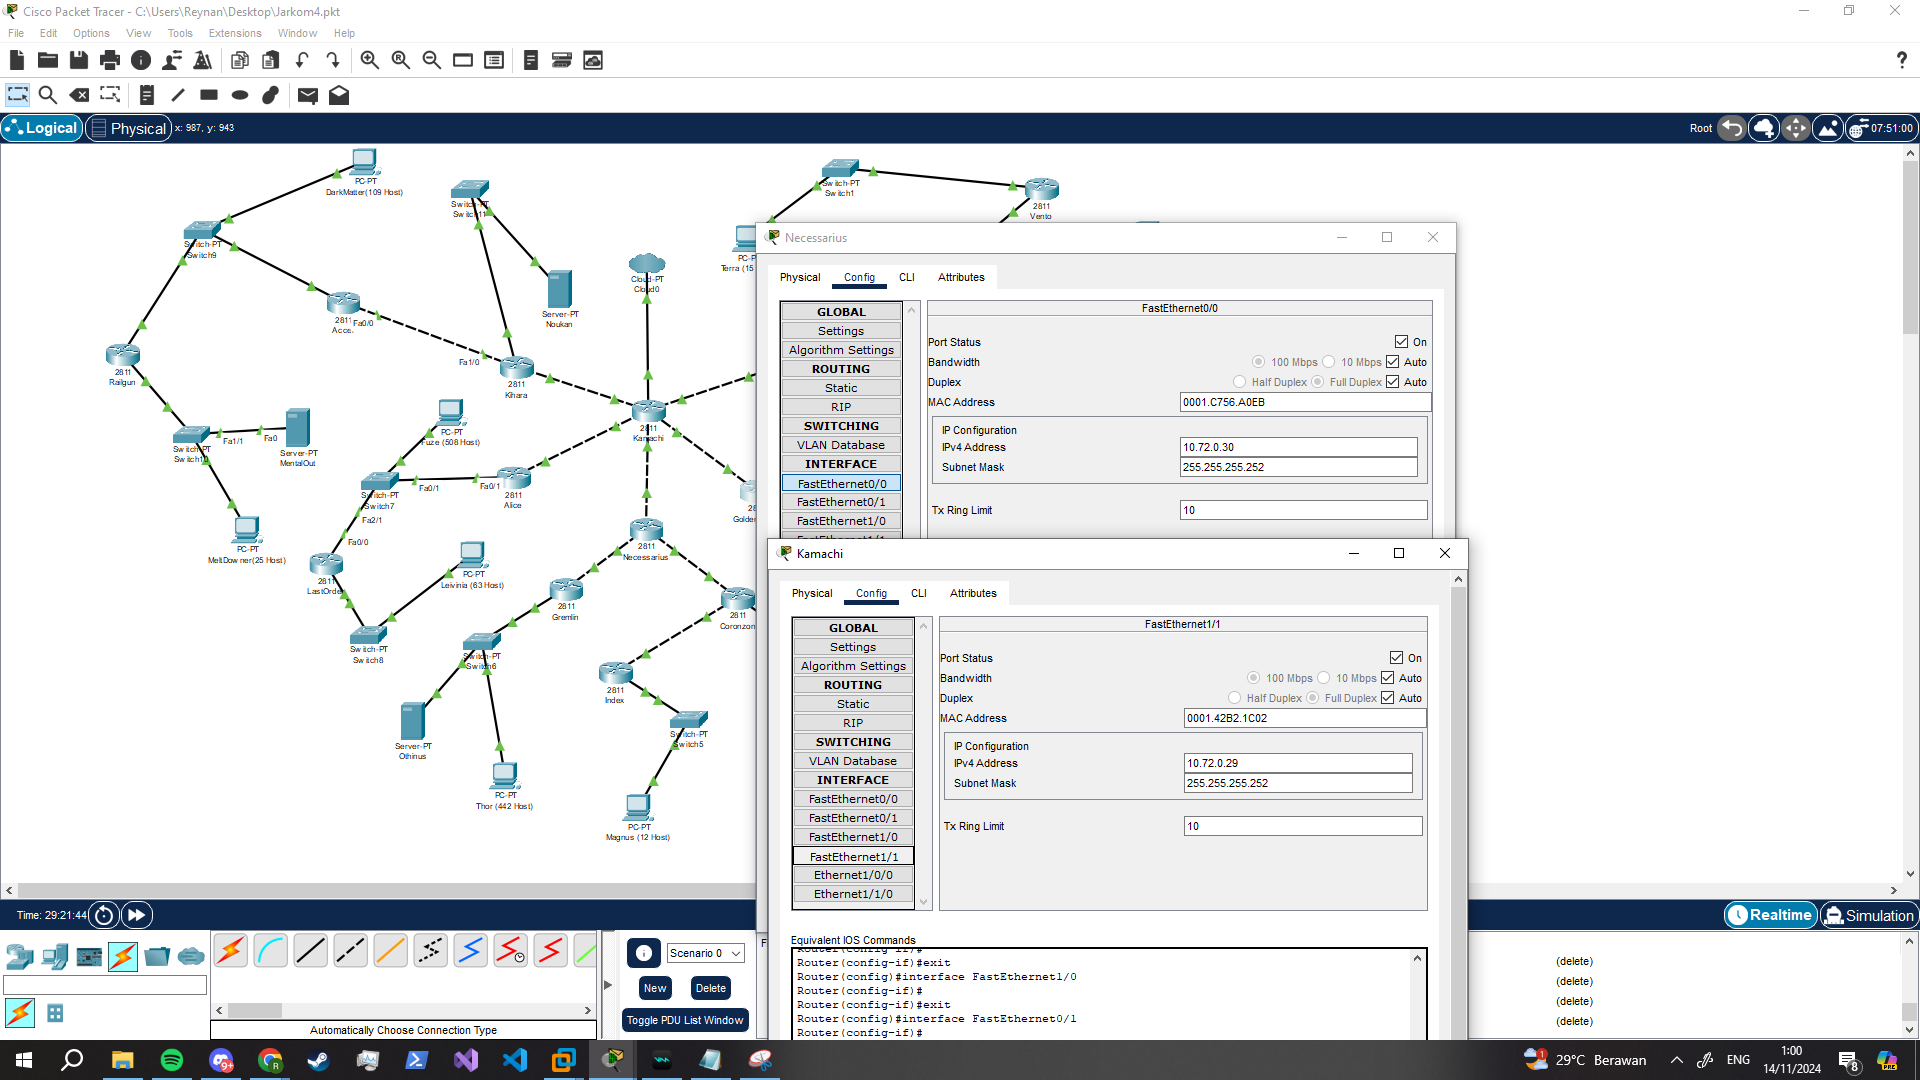 Cisco Packet Tracer - C:\Users\Reynan\Desktop\Jarkom4.pkt
File Edit Options View Tools Extensions Window Help
Logical Physical x: 987, y: 943
Root 07:51:00
PC-PT
DarkMatter(109 Host)
Switch-PT
Switch9
Switch-PT
Switch11
Server-PT
Noukan
Cloud-PT
Cloud0
Switch-PT
Switch1
2811
Vento
2811
Fa0/0
Fa1/0
2811
Kihara
2811
Railgun
2811
Kamachi
Switch-PT
Fa1/1
Fa0
Server-PT
MentalOut
PC-PT
Fuze (508 Host)
Switch-PT
Switch7
Fa0/1
Fa0/1
2811
Alice
Fa2/1
Fa0/0
PC-PT
MeltDowner(25 Host)
2811
PC-PT
Leivinia (63 Host)
2811
Necessarius
2811
Gremlin
2811
Coronzon
Switch-PT
Switch8
Switch-PT
Switch6
2811
Index
Switch-PT
Switch5
Server-PT
Othinus
PC-PT
Thor (442 Host)
PC-PT
Magnus (12 Host)
Necessarius
Physical Config CLI Attributes
GLOBAL
Settings
Algorithm Settings
ROUTING
Static
RIP
SWITCHING
VLAN Database
INTERFACE
FastEthernet0/0
FastEthernet0/1
FastEthernet1/0
FastEthernet0/0
Port Status On
Bandwidth 100 Mbps 10 Mbps Auto
Duplex Half Duplex Full Duplex Auto
MAC Address 0001.C756.A0EB
IP Configuration
IPv4 Address 10.72.0.30
Subnet Mask 255.255.255.252
Tx Ring Limit 10
Kamachi
Physical Config CLI Attributes
GLOBAL
Settings
Algorithm Settings
ROUTING
Static
RIP
SWITCHING
VLAN Database
INTERFACE
FastEthernet0/0
FastEthernet0/1
FastEthernet1/0
FastEthernet1/1
Ethernet1/0/0
Ethernet1/1/0
FastEthernet1/1
Port Status On
Bandwidth 100 Mbps 10 Mbps Auto
Duplex Half Duplex Full Duplex Auto
MAC Address 0001.42B2.1C02
IP Configuration
IPv4 Address 10.72.0.29
Subnet Mask 255.255.255.252
Tx Ring Limit 10
Equivalent IOS Commands
Router(config-if)#
Router(config-if)#exit
Router(config)#interface FastEthernet1/0
Router(config-if)#
Router(config-if)#exit
Router(config)#interface FastEthernet0/1
Router(config-if)#
Time: 29:21:44
Realtime Simulation
Scenario 0
New Delete
Toggle PDU List Window
Automatically Choose Connection Type
(delete)
(delete)
(delete)
(delete)
29°C Berawan
ENG
1:00
14/11/2024